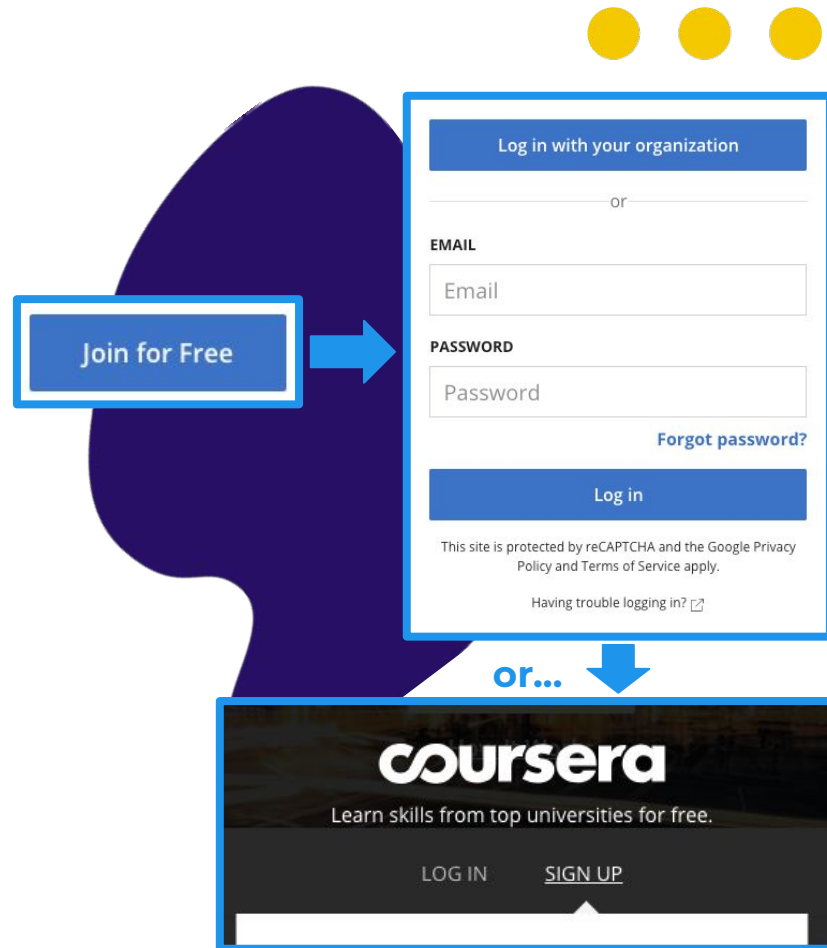 Log in with your organization
or
EMAIL
Email
Join for Free
PASSWORD
Password
Forgot password?
Log in
This site is protected by reCAPTCHA and the Google Privacy
Policy and Terms of Service apply.
Having trouble logging in?
or...
coursera
Learn skills from top universities for free.
LOG IN SIGN UP